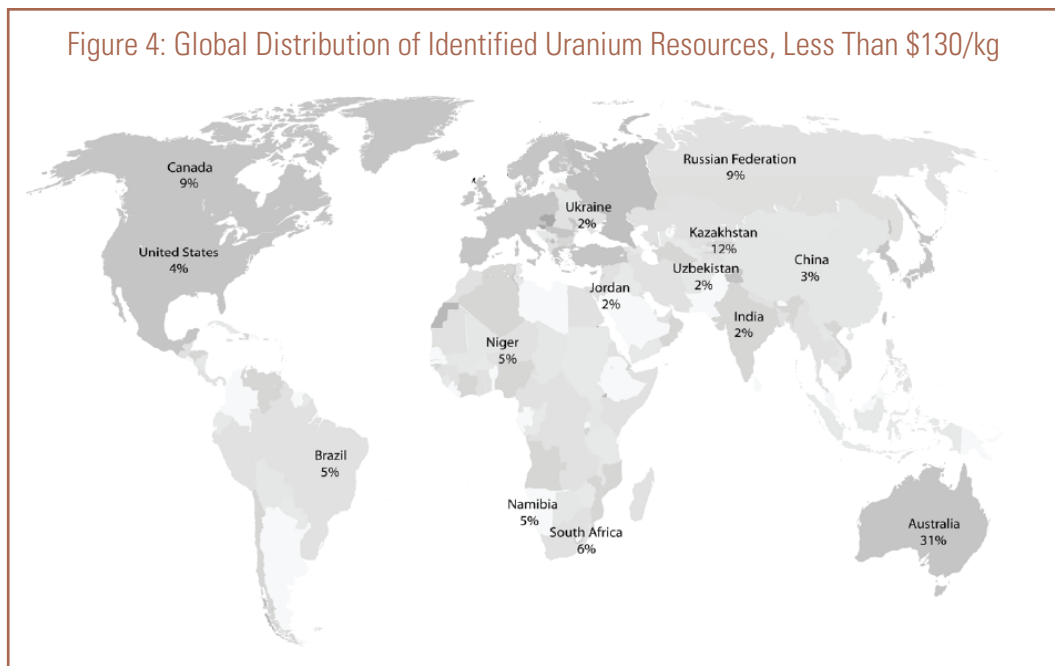 Figure 4: Global Distribution of Identified Uranium Resources, Less Than $130/kg
Canada
9%
United States
4%
Brazil
5%
Ukraine
2%
Russian Federation
9%
Kazakhstan
12%
Uzbekistan
2%
China
3%
Jordan
2%
India
2%
Niger
5%
Namibia
5%
South Africa
6%
Australia
31%